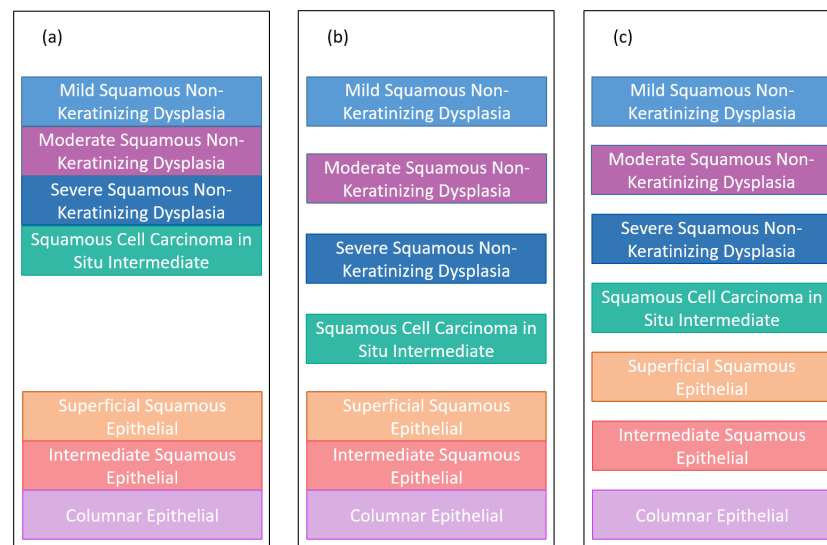 (a)
Mild Squamous Non-
Keratinizing Dysplasia
Moderate Squamous Non-
Keratinizing Dysplasia
Severe Squamous Non-
Keratinizing Dysplasia
Squamous Cell Carcinoma in
Situ Intermediate
Superficial Squamous
Epithelial
Intermediate Squamous
Epithelial
Columnar Epithelial
(b)
Mild Squamous Non-
Keratinizing Dysplasia
Moderate Squamous Non-
Keratinizing Dysplasia
Severe Squamous Non-
Keratinizing Dysplasia
Squamous Cell Carcinoma in
Situ Intermediate
Superficial Squamous
Epithelial
Intermediate Squamous
Epithelial
Columnar Epithelial
(c)
Mild Squamous Non-
Keratinizing Dysplasia
Moderate Squamous Non-
Keratinizing Dysplasia
Severe Squamous Non-
Keratinizing Dysplasia
Squamous Cell Carcinoma in
Situ Intermediate
Superficial Squamous
Epithelial
Intermediate Squamous
Epithelial
Columnar Epithelial